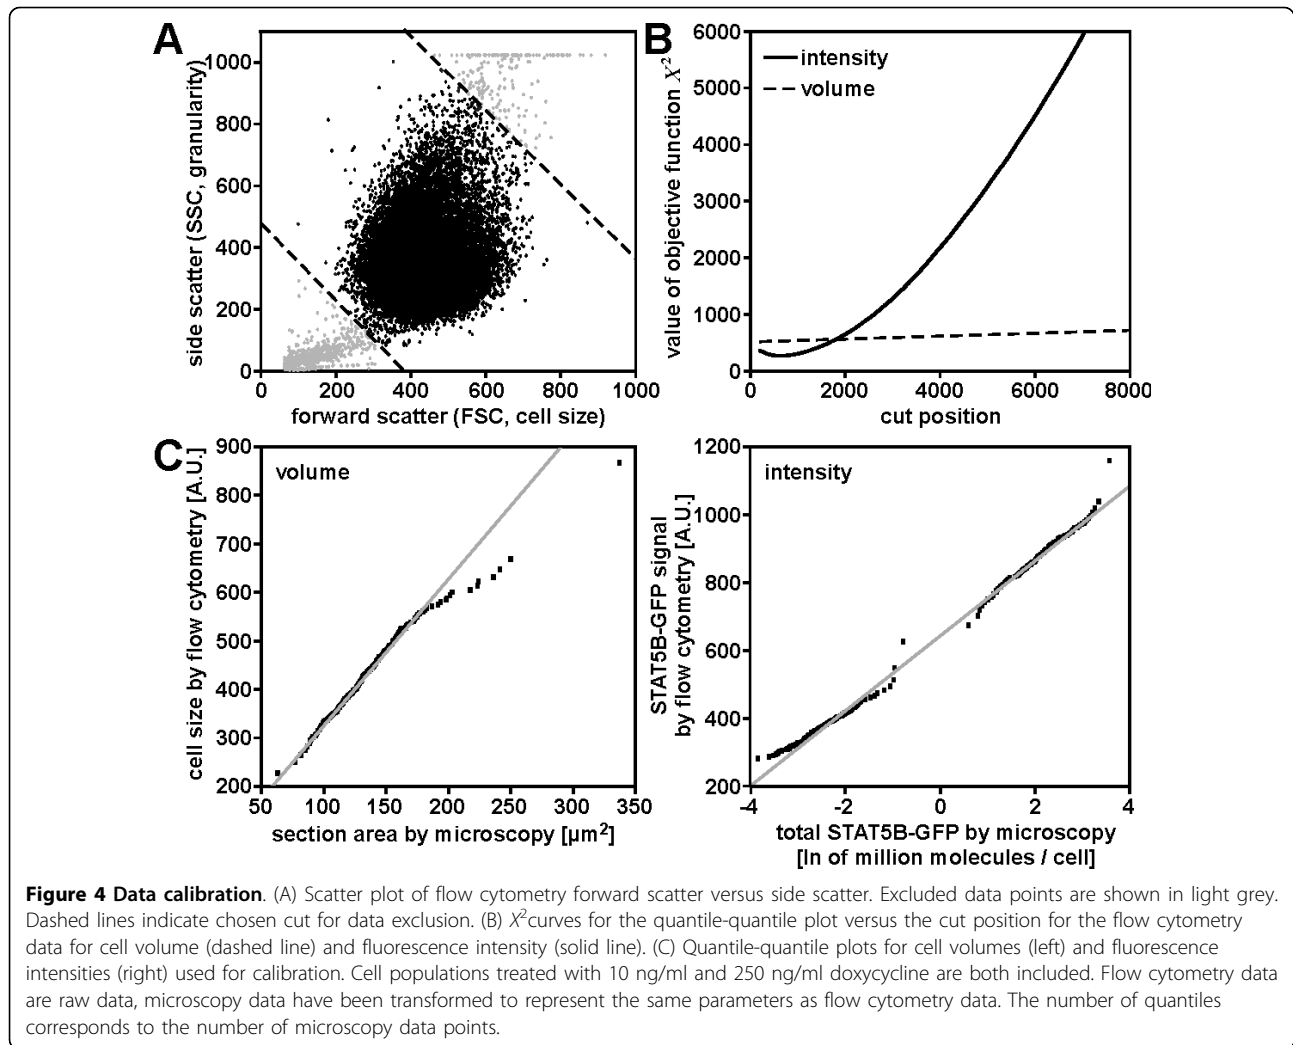 A
side scatter (SSC, granularity)
1000
800
600
400
200
0
0 200 400 600 800 1000
forward scatter (FSC, cell size)
B
value of objective function X²
6000
5000
4000
3000
2000
1000
0
intensity
volume
0 2000 4000 6000 8000
cut position
C
cell size by flow cytometry [A.U.]
900
800
700
600
500
400
300
200
volume
50 100 150 200 250 300 350
section area by microscopy [µm²]
STAT5B-GFP signal
by flow cytometry [A.U.]
1200
1000
800
600
400
200
intensity
-4 -2 0 2 4
total STAT5B-GFP by microscopy
[ln of million molecules / cell]
Figure 4 Data calibration. (A) Scatter plot of flow cytometry forward scatter versus side scatter. Excluded data points are shown in light grey.
Dashed lines indicate chosen cut for data exclusion. (B) X²curves for the quantile-quantile plot versus the cut position for the flow cytometry
data for cell volume (dashed line) and fluorescence intensity (solid line). (C) Quantile-quantile plots for cell volumes (left) and fluorescence
intensities (right) used for calibration. Cell populations treated with 10 ng/ml and 250 ng/ml doxycycline are both included. Flow cytometry data
are raw data, microscopy data have been transformed to represent the same parameters as flow cytometry data. The number of quantiles
corresponds to the number of microscopy data points.